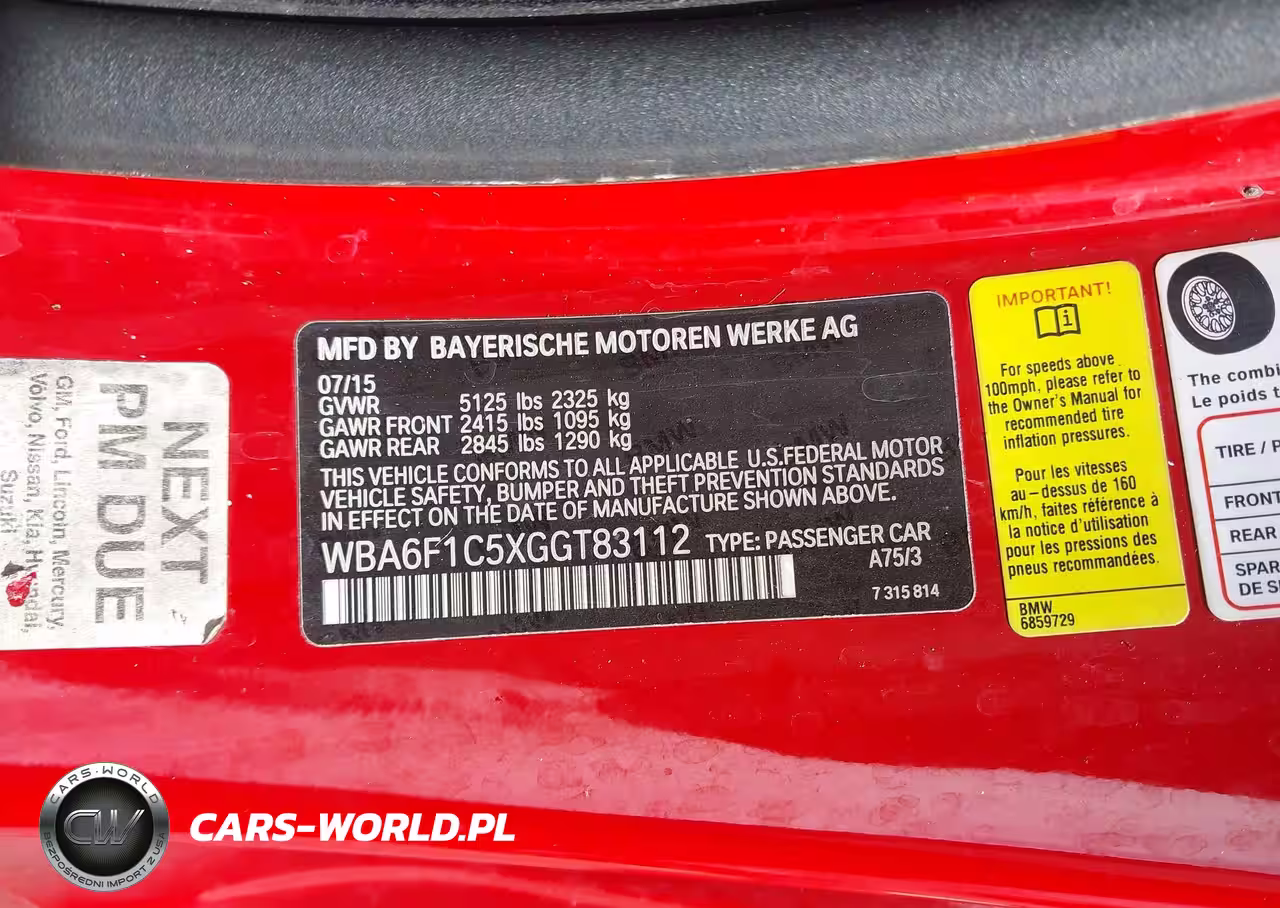 NEXT
PM DUE
GM, Ford, Lincoln, Mercury,
Volvo, Nissan, Kia,
Suzuki
MFD BY BAYERISCHE MOTOREN WERKE AG
07/15
GVWR 5125 lbs 2325 kg
GAWR FRONT 2415 lbs 1095 kg
GAWR REAR 2845 lbs 1290 kg
THIS VEHICLE CONFORMS TO ALL APPLICABLE U.S.FEDERAL MOTOR
VEHICLE SAFETY, BUMPER AND THEFT PREVENTION STANDARDS
IN EFFECT ON THE DATE OF MANUFACTURE SHOWN ABOVE.
WBA6F1C5XGGT83112 TYPE: PASSENGER CAR
A75/3
7 315 814
IMPORTANT!
For speeds above
100mph, please refer to
the Owner's Manual for
recommended tire
inflation pressures.
Pour les vitesses
au-dessus de 160
km/h, faites référence à
la notice d'utilisation
pour les pressions des
pneus recommandées.
BMW
6859729
The combi
Le poids t
TIRE / P
FRONT
REAR
SPAR
DE S
CARS-WORLD
CW
BEZPOŚREDNI IMPORT Z USA
CARS-WORLD.PL